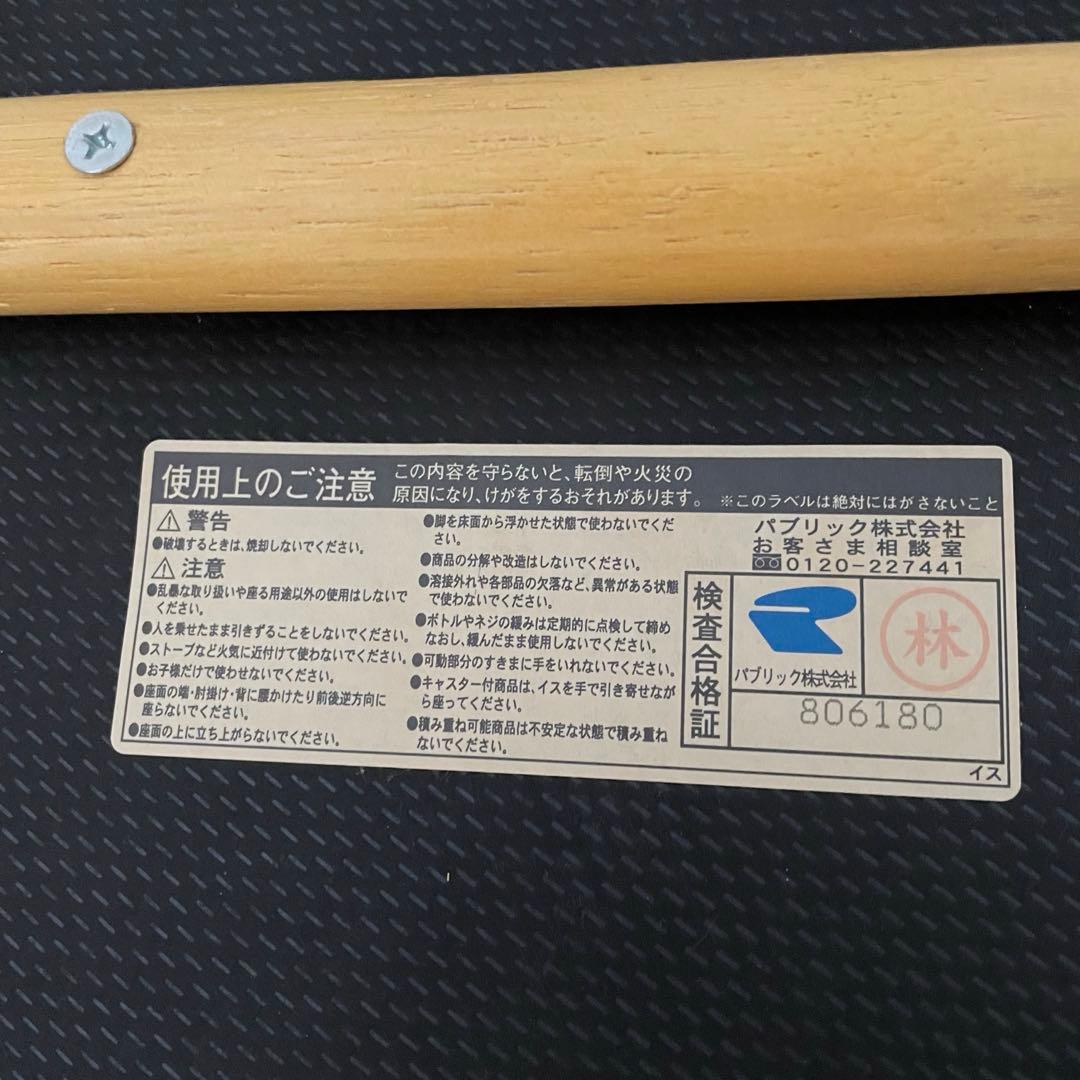 使用上のご注意
この内容を守らないと、転倒や火災の
原因になり、けがをするおそれがあります。
※このラベルは絶対にはがさないこと
警告
●破壊するときは、焼却しないでください。
注意
●乱暴な取り扱いや座る用途以外の使用はしないで
ください。
●人を乗せたまま引きずることをしないでください。
●ストーブなど火気に近付けて使わないでください。
●お子様だけで使わせないでください。
●座面の端・肘掛け・背に腰かけたり前後逆方向に
座らないでください。
●座面の上に立ち上がらないでください。
●脚を床面から浮かせた状態で使わないでくだ
さい。
●商品の分解や改造はしないでください。
●溶接外れや各部品の欠落など、異常がある状態
で使わないでください。
●ボトルやネジの緩みは定期的に点検して締め
なおし、緩んだまま使用しないでください。
●可動部分のすきまに手をいれないでください。
●キャスター付商品は、イスを手で引き寄せなが
ら座ってください。
●積み重ね可能商品は不安定な状態で積み重ね
ないでください。
パブリック株式会社
お客さま相談室
0120-227441
検査合格証
パブリック株式会社
林
806180
イス